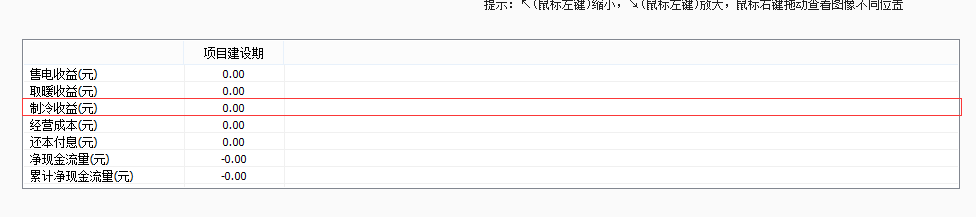 提示：↖(鼠标左键)缩小，↘(鼠标左键)放大，鼠标右键拖动查看图像不同位置
项目建设期
售电收益(元) 0.00
取暖收益(元) 0.00
制冷收益(元) 0.00
经营成本(元) 0.00
还本付息(元) 0.00
净现金流量(元) -0.00
累计净现金流量(元) -0.00